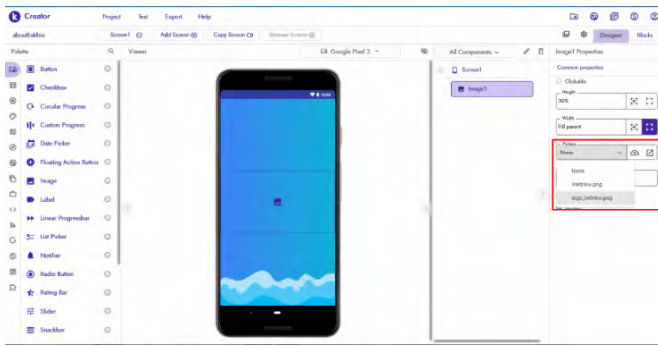 Creator
Project Test Export Help
Screen1 Add Screen Copy Screen Remove Screen
Designer Blocks
Palette
Viewer
Google Pixel 3
All Components
Image1 Properties
Button
Checkbox
Circular Progress
Custom Progress
Date Picker
Floating Action Button
Image
Label
Linear Progressbar
List Picker
Notifier
Radio Button
Rating Bar
Slider
Snackbar
Screen1
Image1
Common properties
Clickable
Height
30%
Width
Fill parent
Picture
None
None